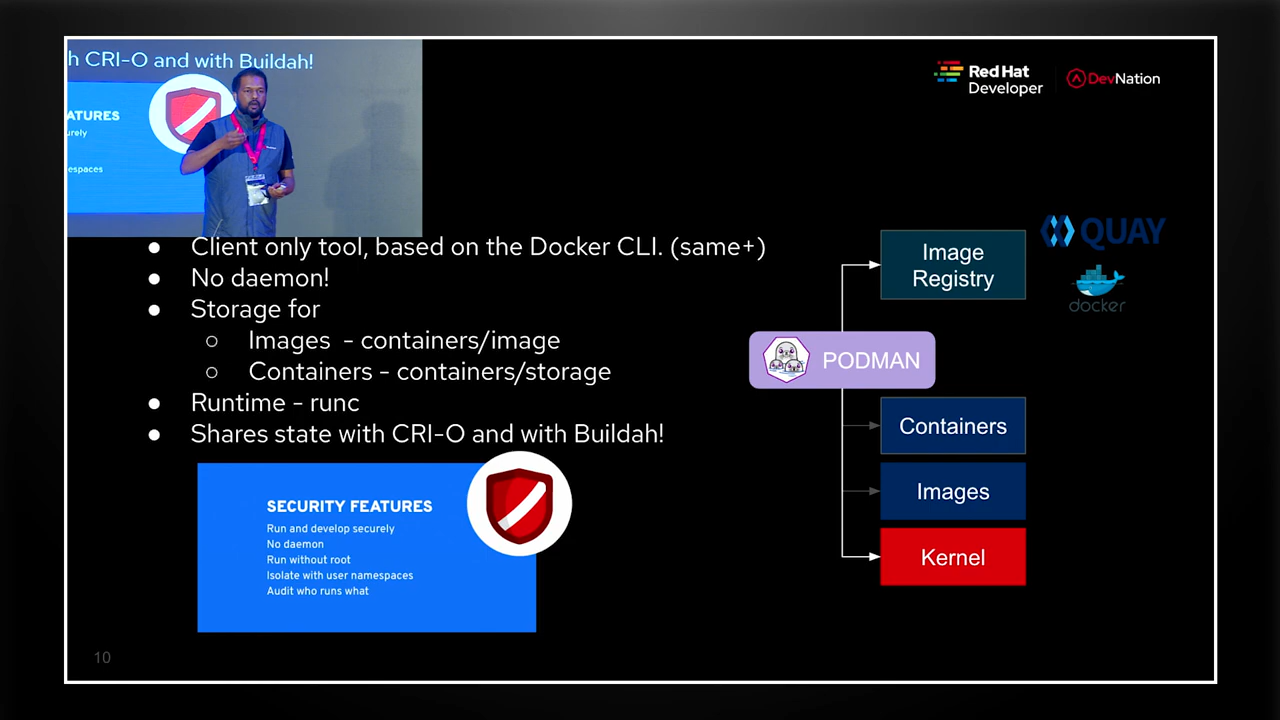 h CRI-O and with Buildah!
ATURES
urely
espaces
Red Hat
Developer
DevNation
● Client only tool, based on the Docker CLI. (same+)
● No daemon!
● Storage for
○ Images - containers/image
○ Containers - containers/storage
● Runtime - runc
● Shares state with CRI-O and with Buildah!
SECURITY FEATURES
Run and develop securely
No daemon
Run without root
Isolate with user namespaces
Audit who runs what
Image
Registry
QUAY
docker
PODMAN
Containers
Images
Kernel
10